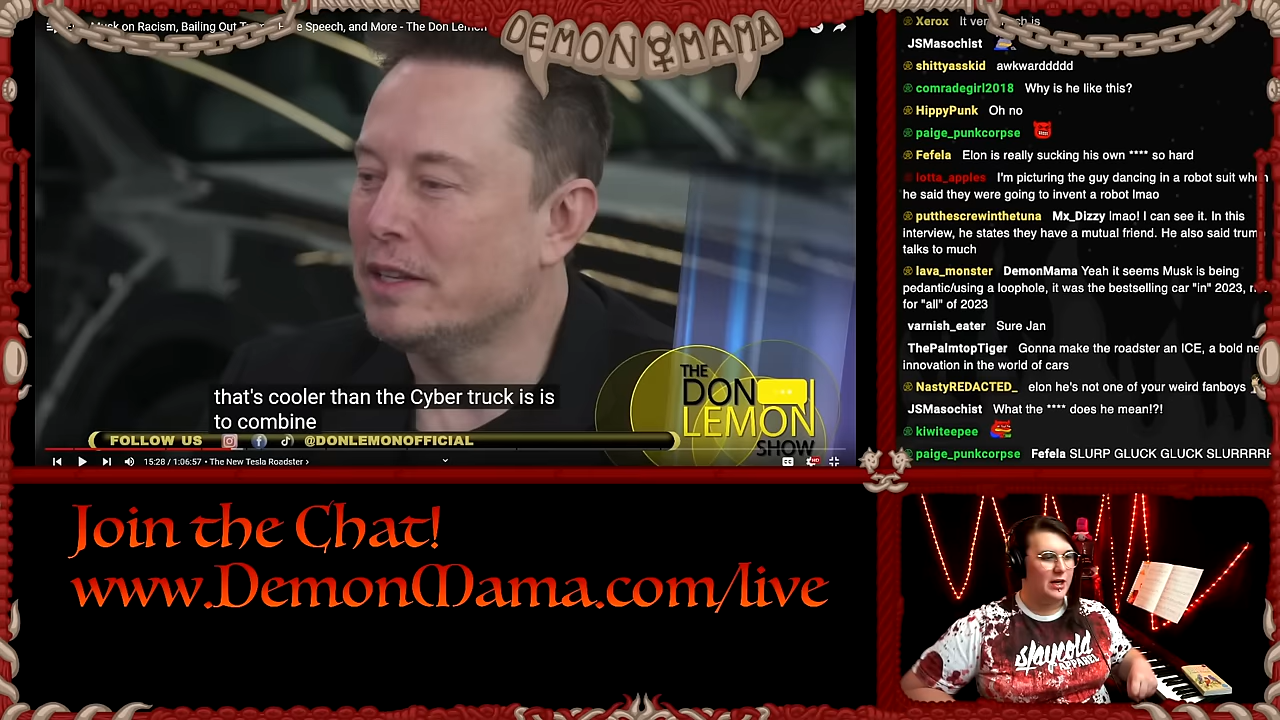 Musk on Racism, Bailing Out Speech, and More - The Don Lemon
DEMON MAMA
that's cooler than the Cyber truck is is
to combine
THE
DON
LEMON
SHOW
FOLLOW US @DONLEMONOFFICIAL
15:28 / 1:06:57 • The New Tesla Roadster ›
CC HD
Xerox It very is
JSMasochist
shittyasskid awkwarddddd
comradegirl2018 Why is he like this?
HippyPunk Oh no
paige_punkcorpse
Fefela Elon is really sucking his own **** so hard
lotta_apples I'm picturing the guy dancing in a robot suit when
he said they were going to invent a robot lmao
putthescrewinthetuna Mx_Dizzy lmao! I can see it. In this
interview, he states they have a mutual friend. He also said trump
talks to much
lava_monster DemonMama Yeah it seems Musk is being
pedantic/using a loophole, it was the bestselling car "in" 2023,
for "all" of 2023
varnish_eater Sure Jan
ThePalmtopTiger Gonna make the roadster an ICE, a bold ne
innovation in the world of cars
NastyREDACTED_ elon he's not one of your weird fanboys
JSMasochist What the **** does he mean!?!
kiwiteepee
paige_punkcorpse Fefela SLURP GLUCK GLUCK SLURRRRH
Join the Chat!
www.DemonMama.com/live
slaycold
APPAREL